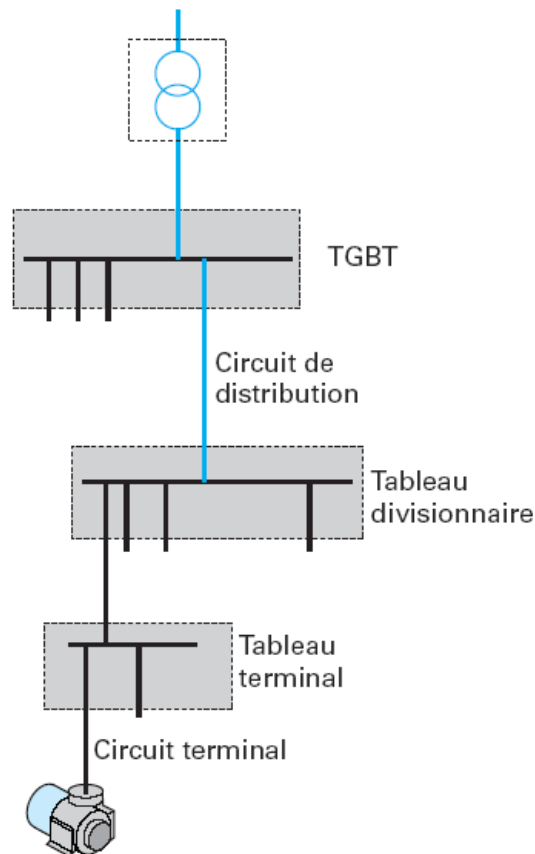 TGBT
Circuit de
distribution
Tableau
divisionnaire
Tableau
terminal
Circuit terminal